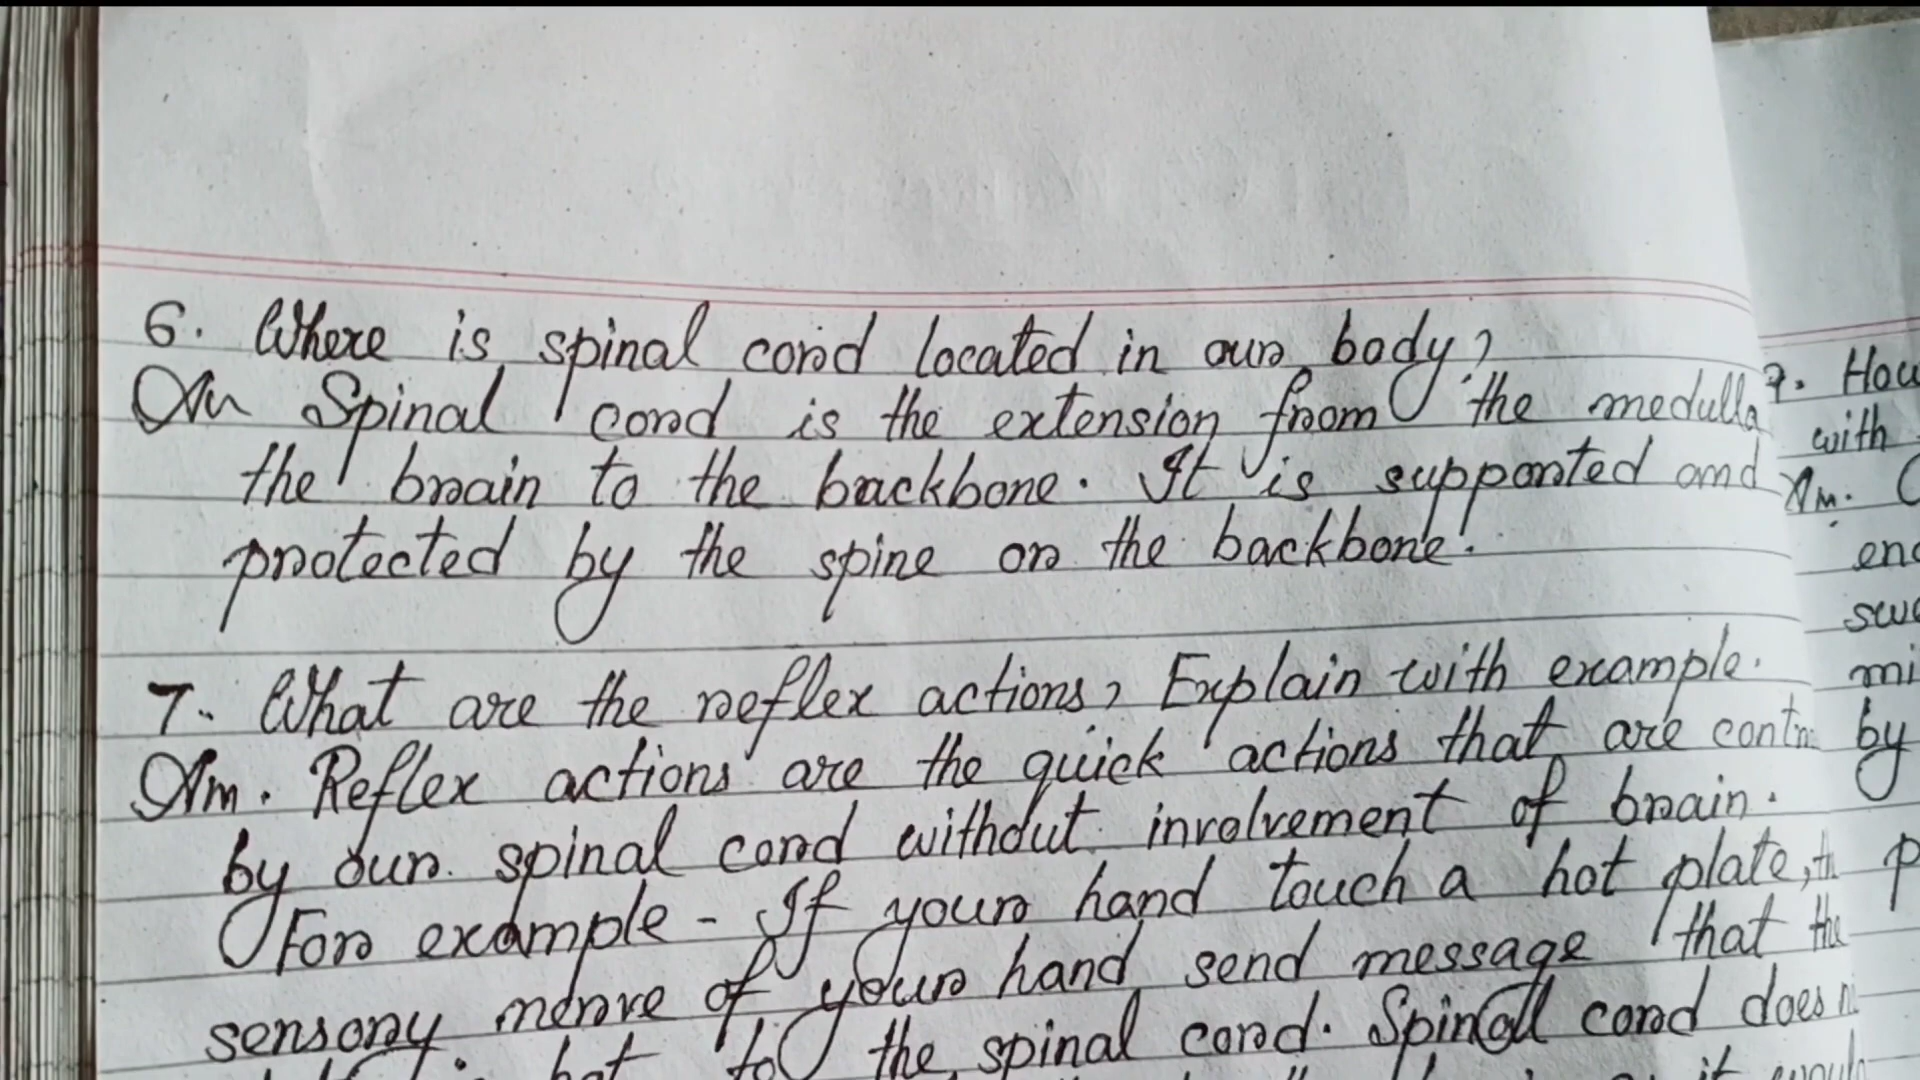 6. Where is spinal cord located in our body?
Ans Spinal cord is the extension from the medulla
the brain to the backbone. It is supported and
protected by the spine or the backbone.
7. What are the reflex actions? Explain with example.
Ans. Reflex actions are the quick actions that are
by our spinal cord without involvement of brain.
For example - If your hand touch a hot plate,
sensory nerve of your hand send message that the
hot to the spinal cord. Spinal cord does
it
7. How
with
Ans.
by